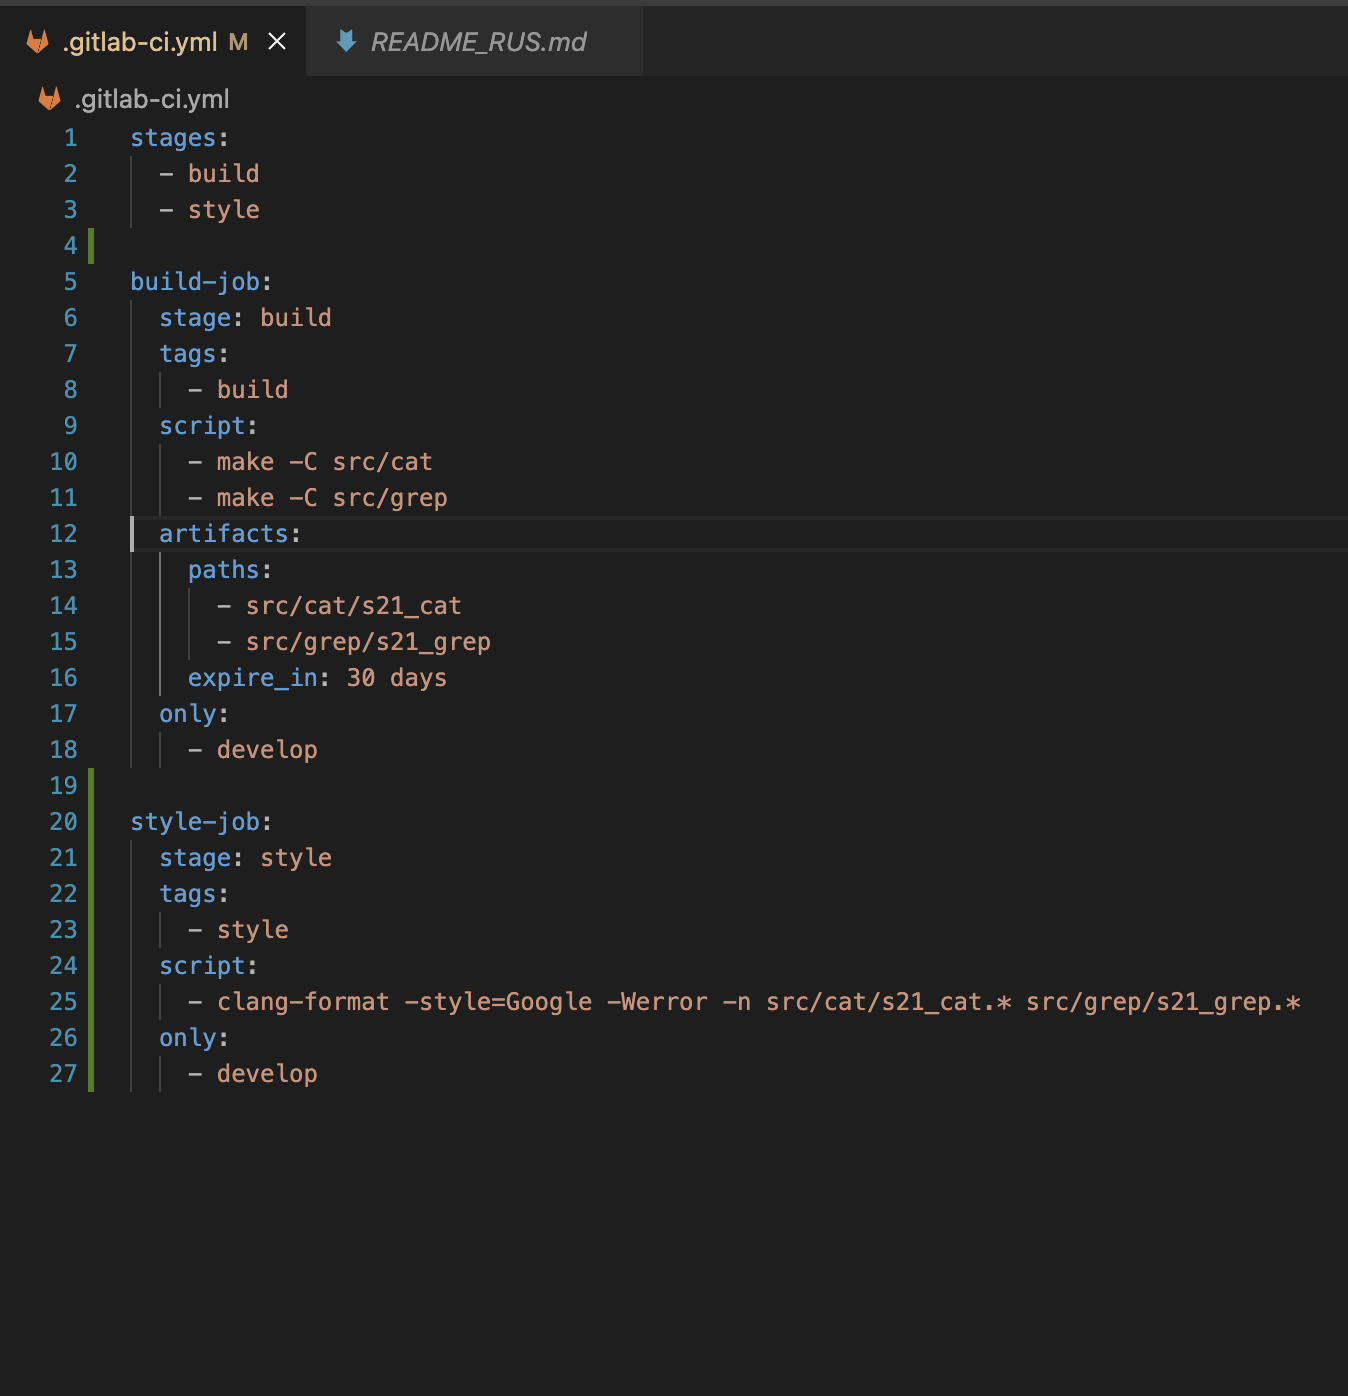 .gitlab-ci.yml M README_RUS.md
.gitlab-ci.yml
1 stages:
2 - build
3 - style
4
5 build-job:
6 stage: build
7 tags:
8 - build
9 script:
10 - make -C src/cat
11 - make -C src/grep
12 artifacts:
13 paths:
14 - src/cat/s21_cat
15 - src/grep/s21_grep
16 expire_in: 30 days
17 only:
18 - develop
19
20 style-job:
21 stage: style
22 tags:
23 - style
24 script:
25 - clang-format -style=Google -Werror -n src/cat/s21_cat.* src/grep/s21_grep.*
26 only:
27 - develop